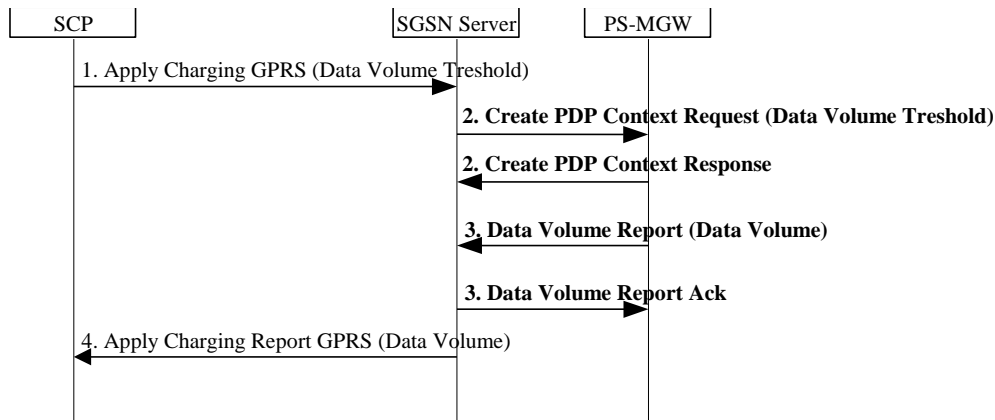 SCP
SGSN Server
PS-MGW
1. Apply Charging GPRS (Data Volume Treshold)
2. Create PDP Context Request (Data Volume Treshold)
2. Create PDP Context Response
3. Data Volume Report (Data Volume)
3. Data Volume Report Ack
4. Apply Charging Report GPRS (Data Volume)